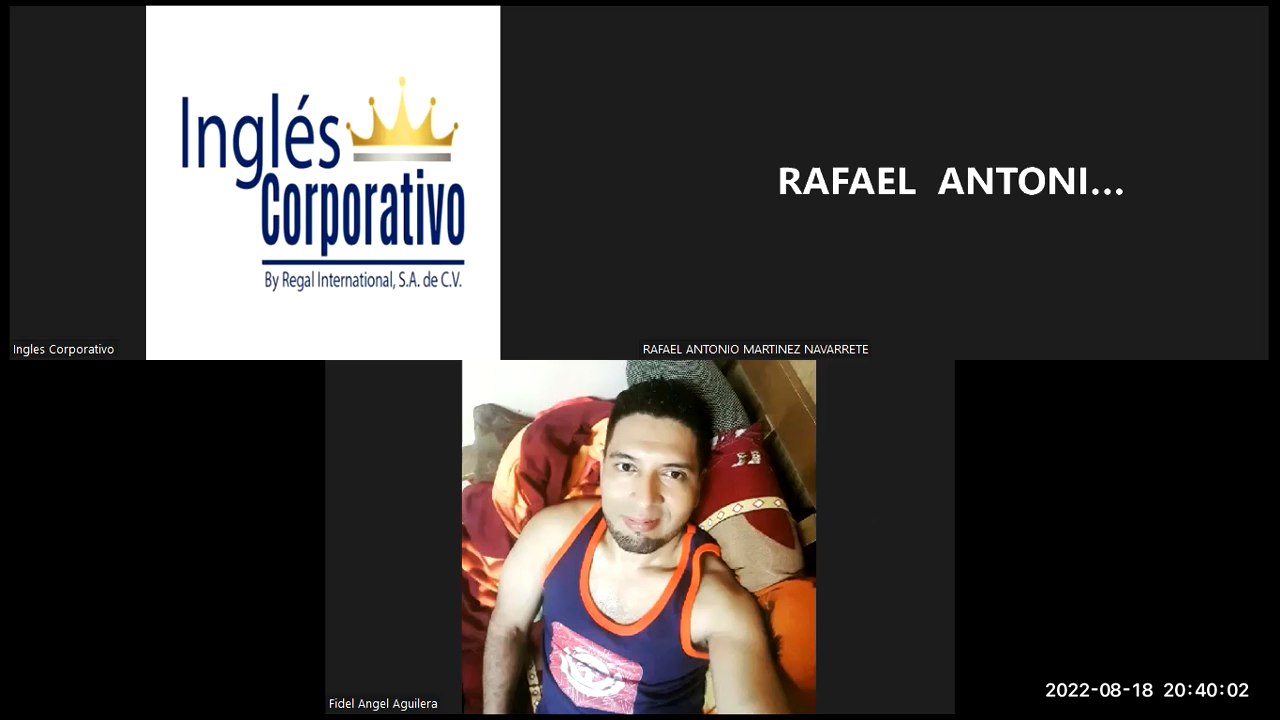 Inglés
Corporativo
By Regal International, S.A. de C.V.
RAFAEL ANTONI...
Ingles Corporativo
RAFAEL ANTONIO MARTINEZ NAVARRETE
Fidel Angel Aguilera
2022-08-18 20:40:02